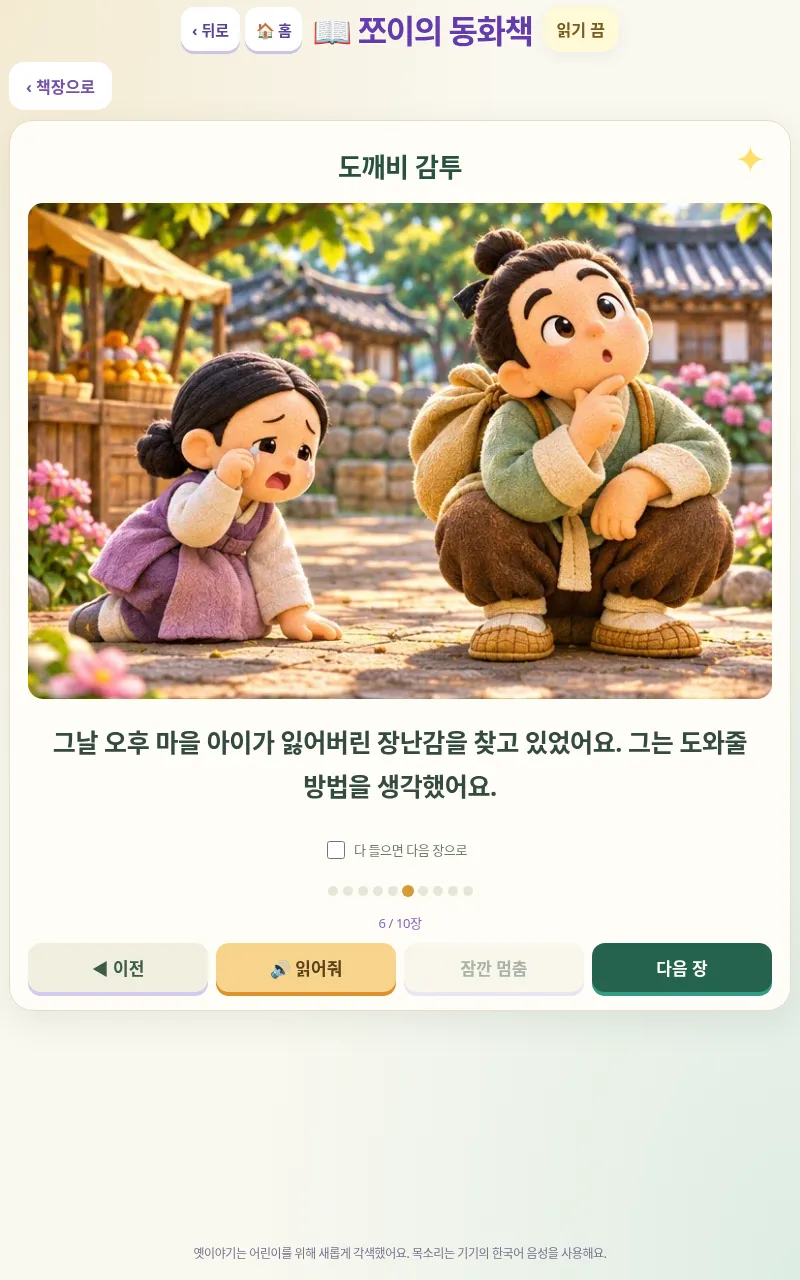 ‹ 뒤로
🏠 홈
📖 쪼이의 동화책
읽기 끝
‹ 책장으로
도깨비 감투
그날 오후 마을 아이가 잃어버린 장난감을 찾고 있었어요. 그는 도와줄
방법을 생각했어요.
다 들으면 다음 장으로
6 / 10장
◀ 이전
🔊 읽어줘
잠깐 멈춤
다음 장
옛이야기는 어린이를 위해 새롭게 각색했어요. 목소리는 기기의 한국어 음성을 사용해요.